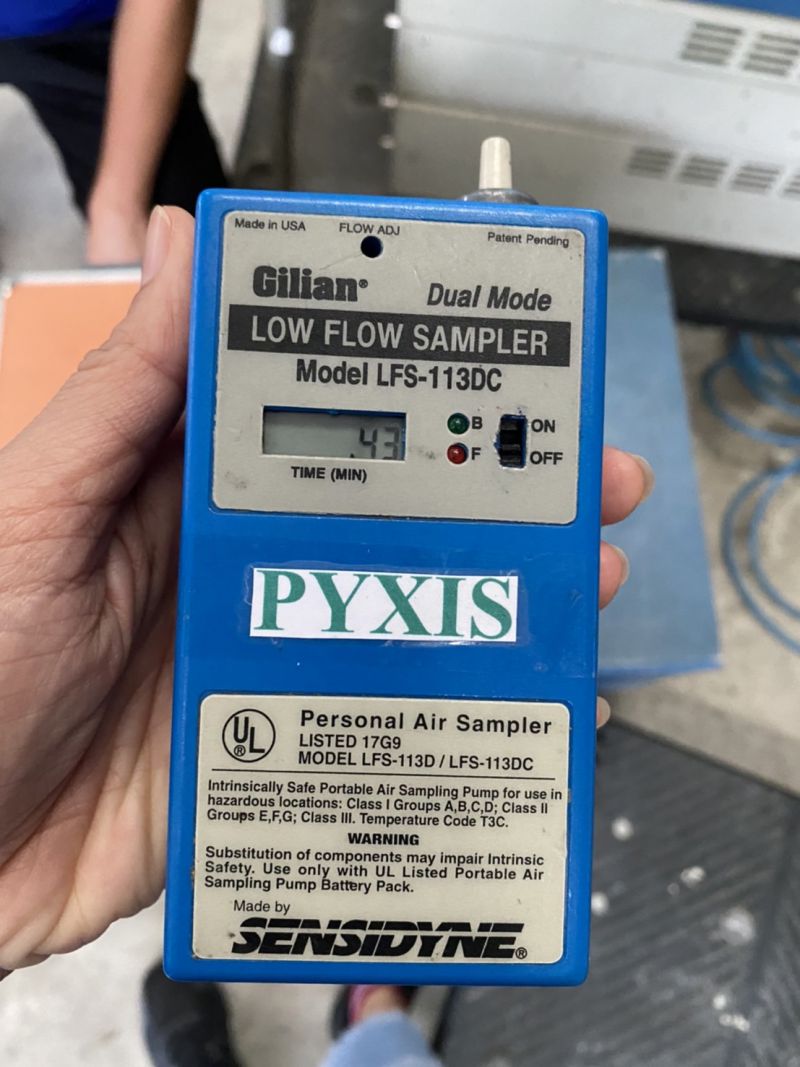 Made in USA
FLOW ADJ
Patent Pending
Gilian®
Dual Mode
LOW FLOW SAMPLER
Model LFS-113DC
.43
TIME (MIN)
B
F
ON
OFF
PYXIS
UL®
Personal Air Sampler
LISTED 17G9
MODEL LFS-113D / LFS-113DC
Intrinsically Safe Portable Air Sampling Pump for use in
hazardous locations: Class I Groups A,B,C,D; Class II
Groups E,F,G; Class III. Temperature Code T3C.
WARNING
Substitution of components may impair Intrinsic
Safety. Use only with UL Listed Portable Air
Sampling Pump Battery Pack.
Made by
SENSIDYNE®